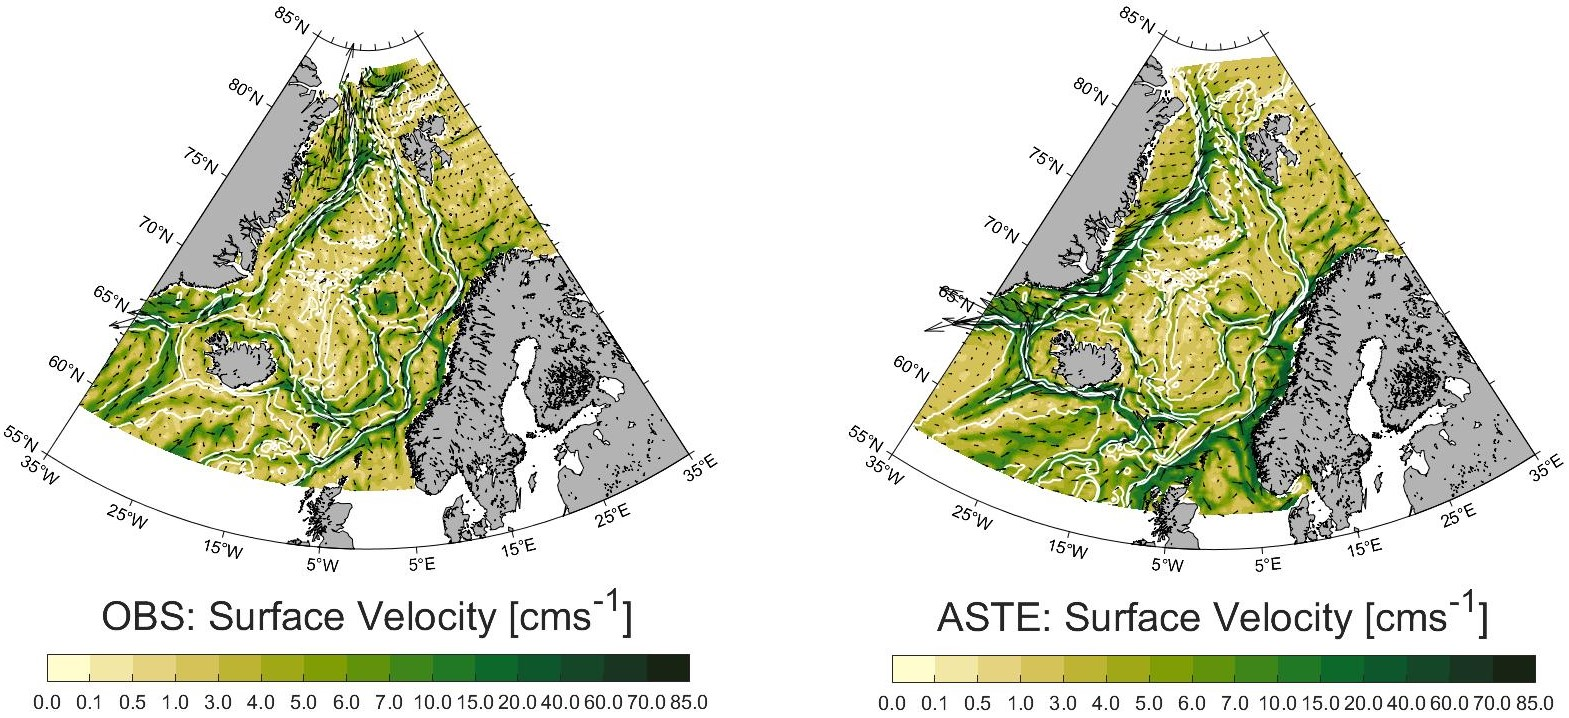 85°N
80°N
75°N
70°N
65°N
60°N
55°N
35°W
25°W
15°W
5°W
5°E
15°E
25°E
35°E
OBS: Surface Velocity [cms⁻¹]
0.0 0.1 0.5 1.0 3.0 4.0 5.0 6.0 7.0 10.0 15.0 20.0 40.0 60.0 70.0 85.0
85°N
80°N
75°N
70°N
65°N
60°N
55°N
35°W
25°W
15°W
5°W
5°E
15°E
25°E
35°E
ASTE: Surface Velocity [cms⁻¹]
0.0 0.1 0.5 1.0 3.0 4.0 5.0 6.0 7.0 10.0 15.0 20.0 40.0 60.0 70.0 85.0